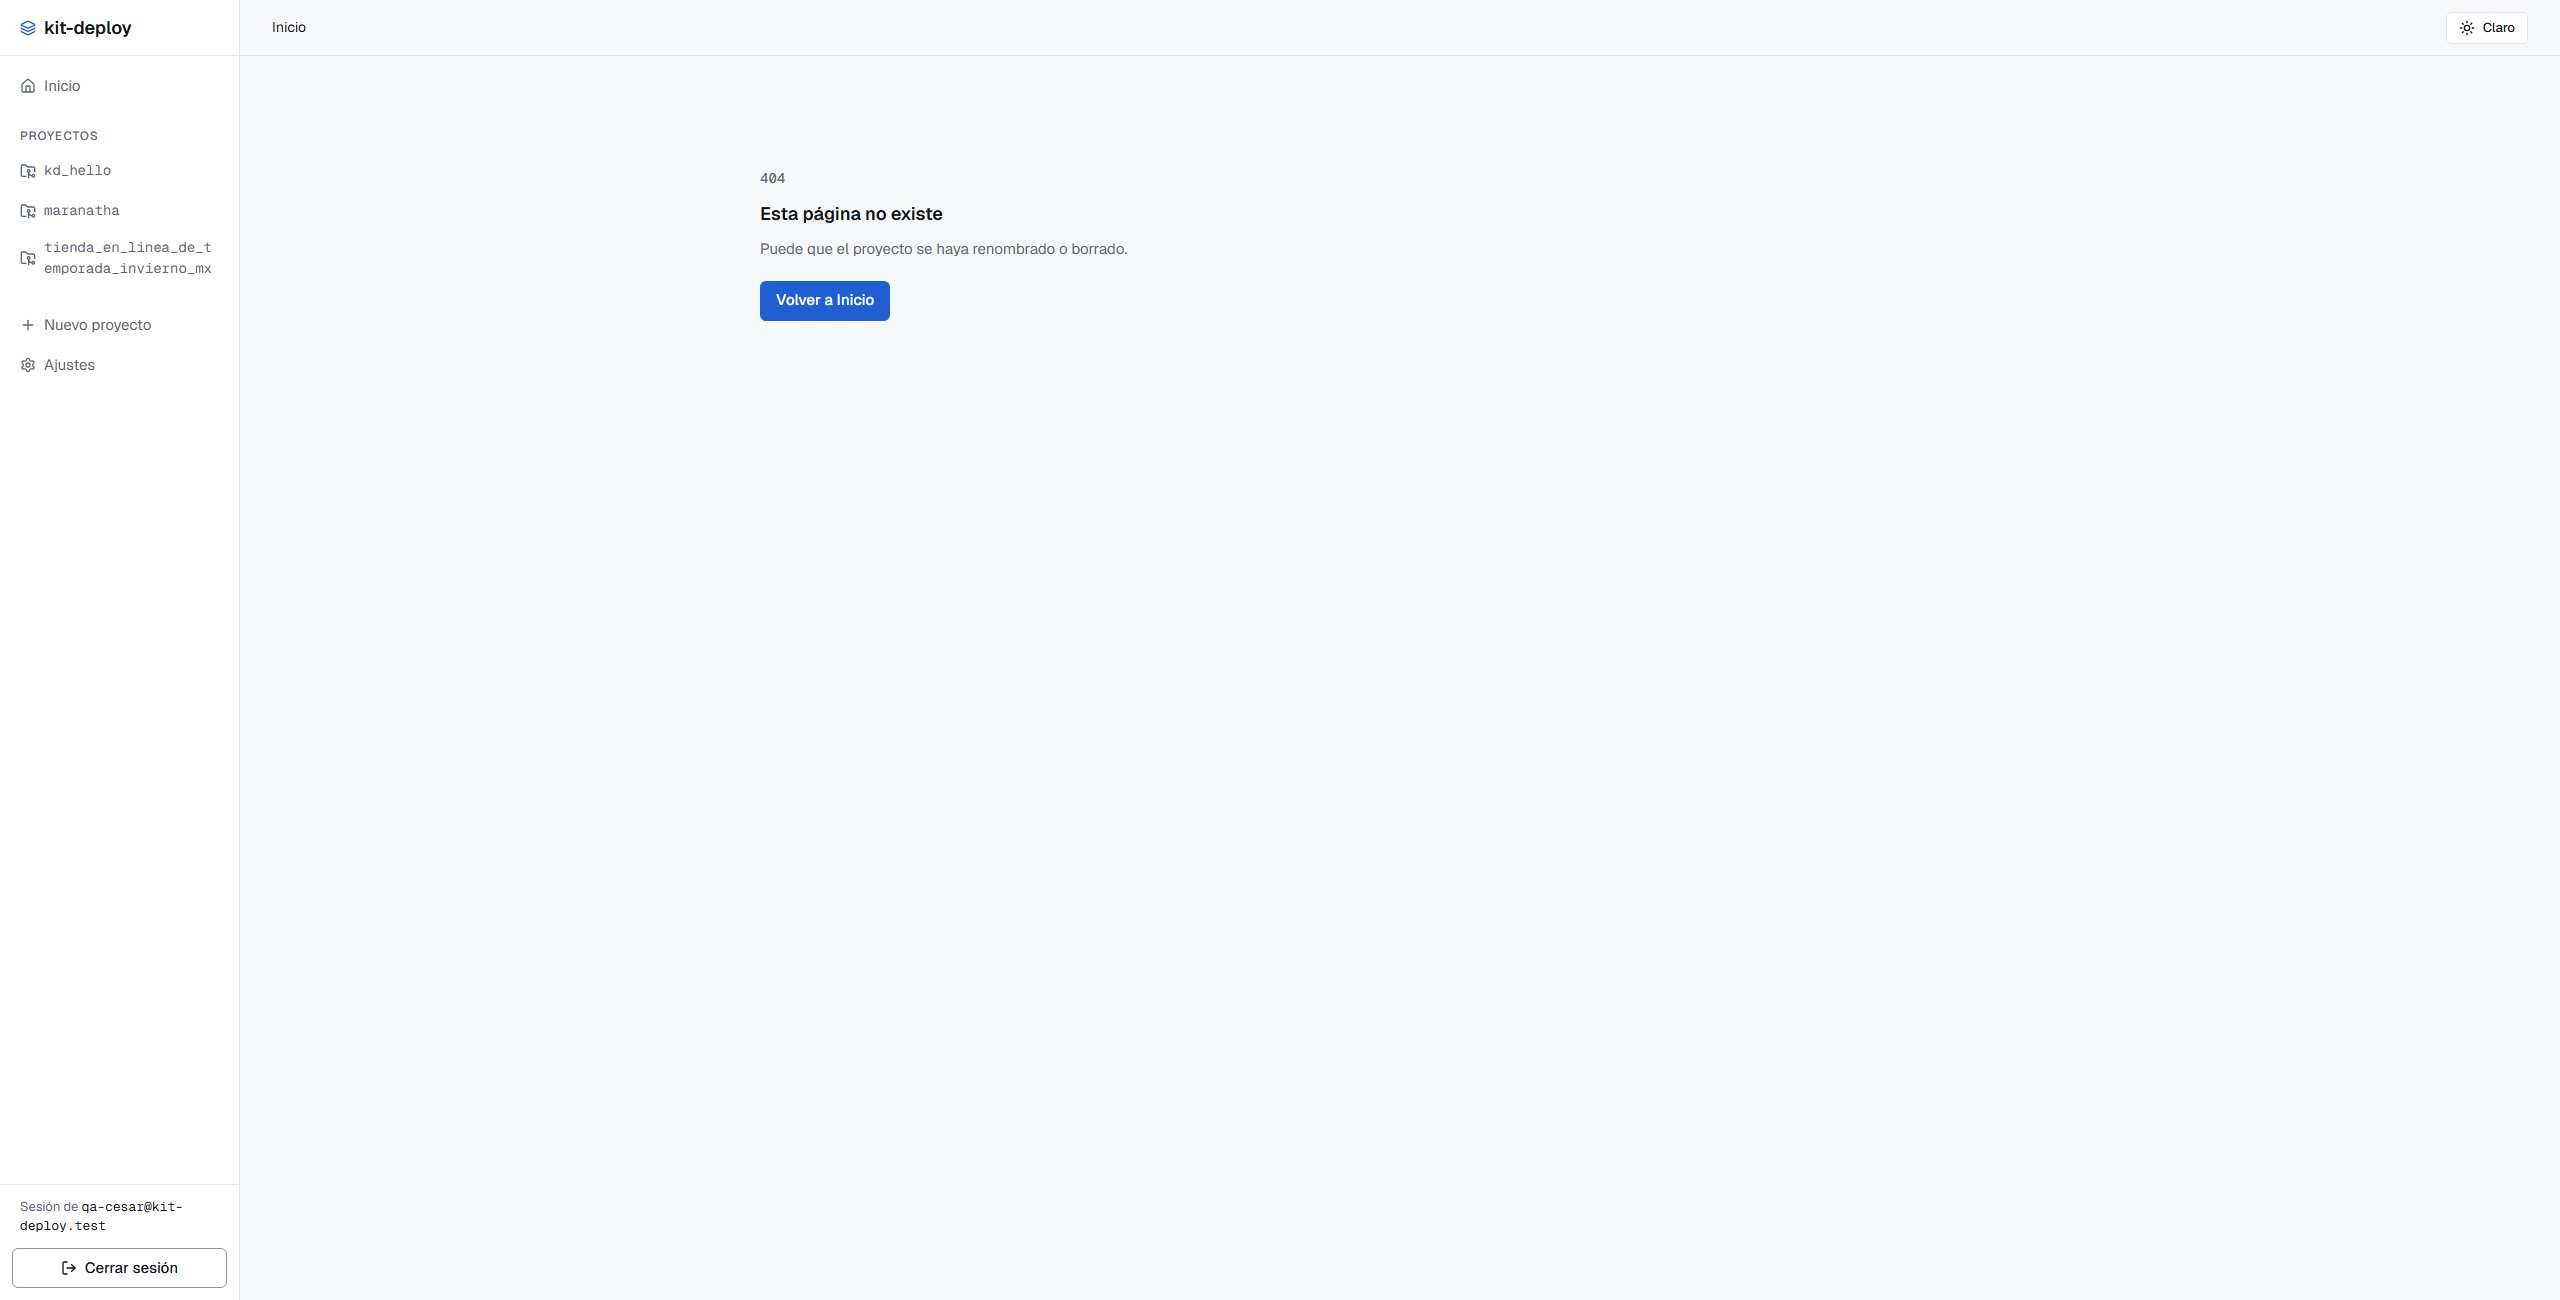 kit-deploy
Inicio
Claro
Inicio
PROYECTOS
kd_hello
maranatha
tienda_en_linea_de_t
emporada_invierno_mx
Nuevo proyecto
Ajustes
404
Esta página no existe
Puede que el proyecto se haya renombrado o borrado.
Volver a Inicio
Sesión de qa-cesar@kit-
deploy.test
Cerrar sesión